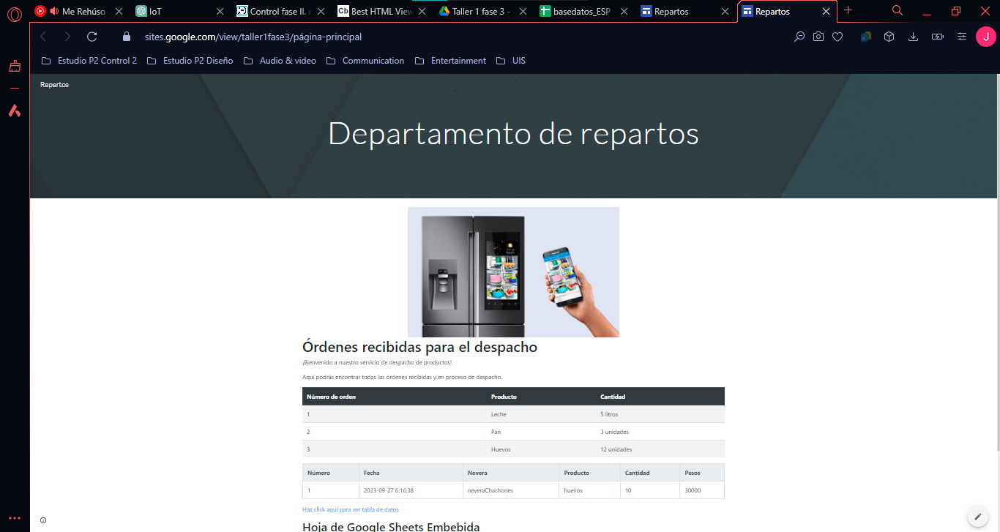 Me Rehúso
IoT
Control fase II.
Best HTML View
Taller 1 fase 3 -
basedatos_ESP
Repartos
Repartos
sites.google.com/view/taller1fase3/página-principal
J
Estudio P2 Control 2
Estudio P2 Diseño
Audio & video
Communication
Entertainment
UIS
Repartos
Departamento de repartos
Órdenes recibidas para el despacho
¡Bienvenido a nuestro servicio de despacho de productos!
Aquí podrás encontrar todas las órdenes recibidas y en proceso de despacho.
Número de orden Producto Cantidad
1 Leche 5 litros
2 Pan 3 unidades
3 Huevos 12 unidades
Número Fecha Nevera Producto Cantidad Pesos
1 2023-09-27 6:16:38 neveraChachones huevos 10 30000
Haz click aquí para ver tabla de datos
Hoja de Google Sheets Embebida